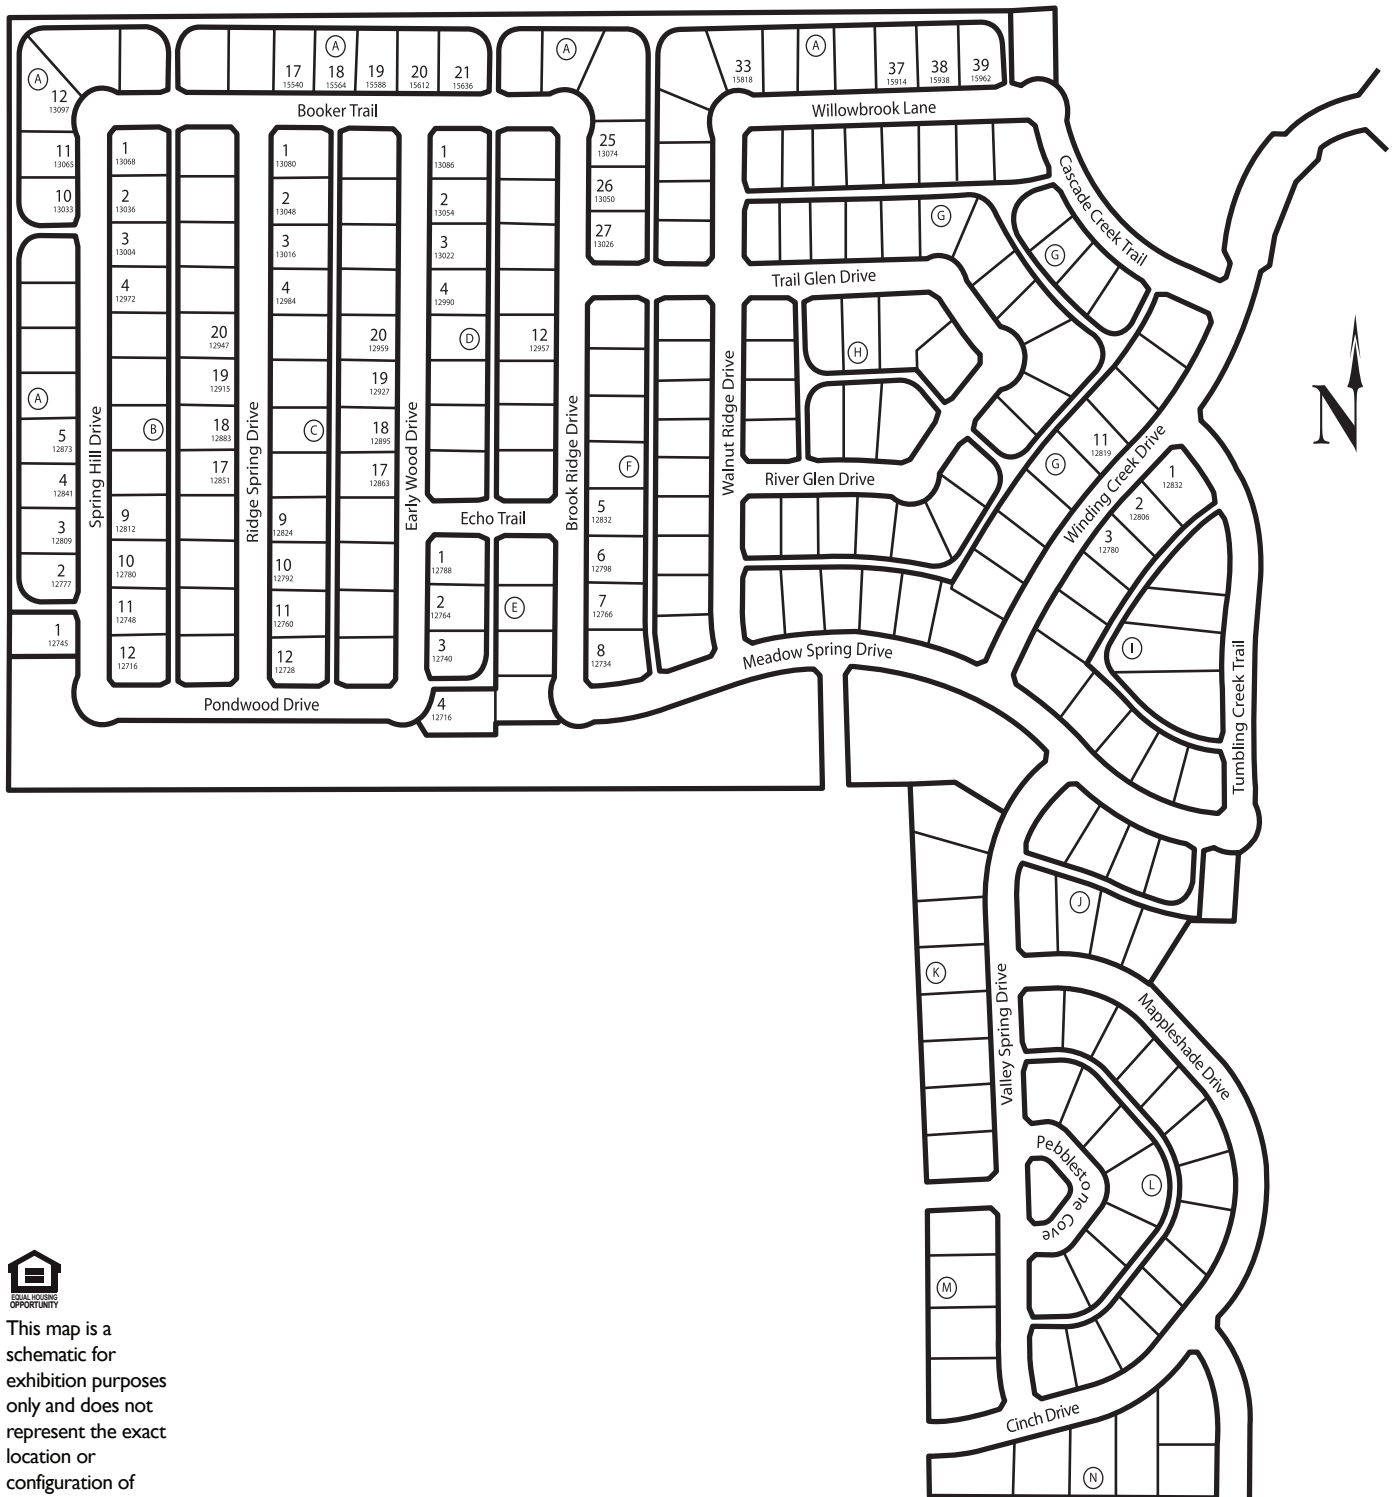 A
A
A
A
12
13097
17
15540
18
15564
19
15588
20
15612
21
15636
33
15818
37
15914
38
15938
39
15962
Booker Trail
Willowbrook Lane
11
13065
10
13033
1
13068
2
13036
3
13004
4
12972
1
13080
2
13048
3
13016
4
12984
1
13086
2
13054
3
13022
4
12990
25
13074
26
13050
27
13026
Cascade Creek Trail
G
G
Trail Glen Drive
20
12947
19
12915
18
12883
17
12851
20
12959
19
12927
18
12895
17
12863
D
12
12957
H
A
B
C
F
G
5
12873
4
12841
3
12809
2
12777
1
12745
Spring Hill Drive
Ridge Spring Drive
Early Wood Drive
Brook Ridge Drive
Walnut Ridge Drive
River Glen Drive
Echo Trail
11
12819
Winding Creek Drive
1
12832
2
12806
3
12780
N
9
12812
10
12780
11
12748
12
12716
9
12824
10
12792
11
12760
12
12728
1
12788
2
12764
3
12740
4
12716
E
5
12832
6
12798
7
12766
8
12734
Meadow Spring Drive
I
Tumbling Creek Trail
Pondwood Drive
J
K
Valley Spring Drive
Mappleshade Drive
Pebblestone Cove
L
M
Cinch Drive
N
EQUAL HOUSING
OPPORTUNITY
This map is a
schematic for
exhibition purposes
only and does not
represent the exact
location or
configuration of